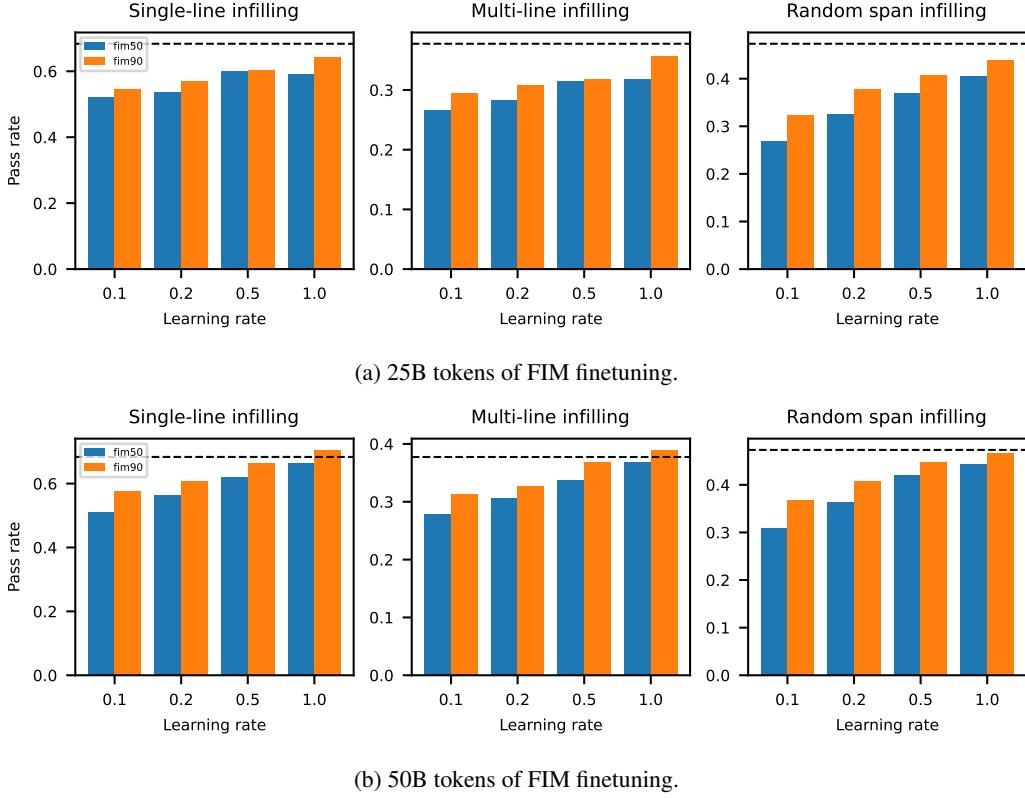 Single-line infilling Multi-line infilling Random span infilling
fim50
fim90
Pass rate
0.6
0.4
0.2
0.0
0.3
0.2
0.1
0.0
0.4
0.3
0.2
0.1
0.0
0.1 0.2 0.5 1.0 0.1 0.2 0.5 1.0 0.1 0.2 0.5 1.0
Learning rate Learning rate Learning rate
(a) 25B tokens of FIM finetuning.
Single-line infilling Multi-line infilling Random span infilling
fim50
fim90
Pass rate
0.6
0.4
0.2
0.0
0.4
0.3
0.2
0.1
0.0
0.4
0.3
0.2
0.1
0.0
0.1 0.2 0.5 1.0 0.1 0.2 0.5 1.0 0.1 0.2 0.5 1.0
Learning rate Learning rate Learning rate
(b) 50B tokens of FIM finetuning.